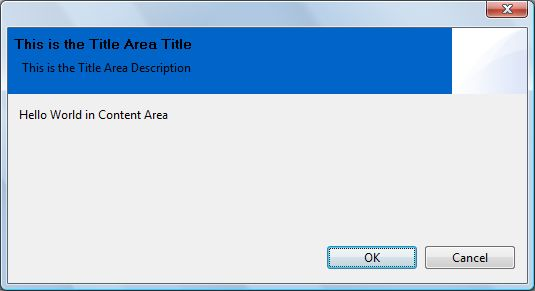 This is the Title Area Title
This is the Title Area Description
Hello World in Content Area
OK
Cancel